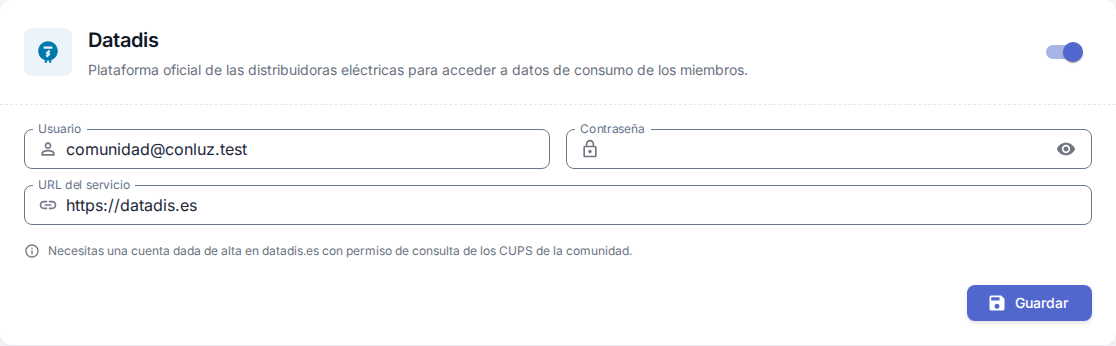 Datadis
Plataforma oficial de las distribuidoras eléctricas para acceder a datos de consumo de los miembros.
Usuario
comunidad@conluz.test
Contraseña
URL del servicio
https://datadis.es
Necesitas una cuenta dada de alta en datadis.es con permiso de consulta de los CUPS de la comunidad.
Guardar